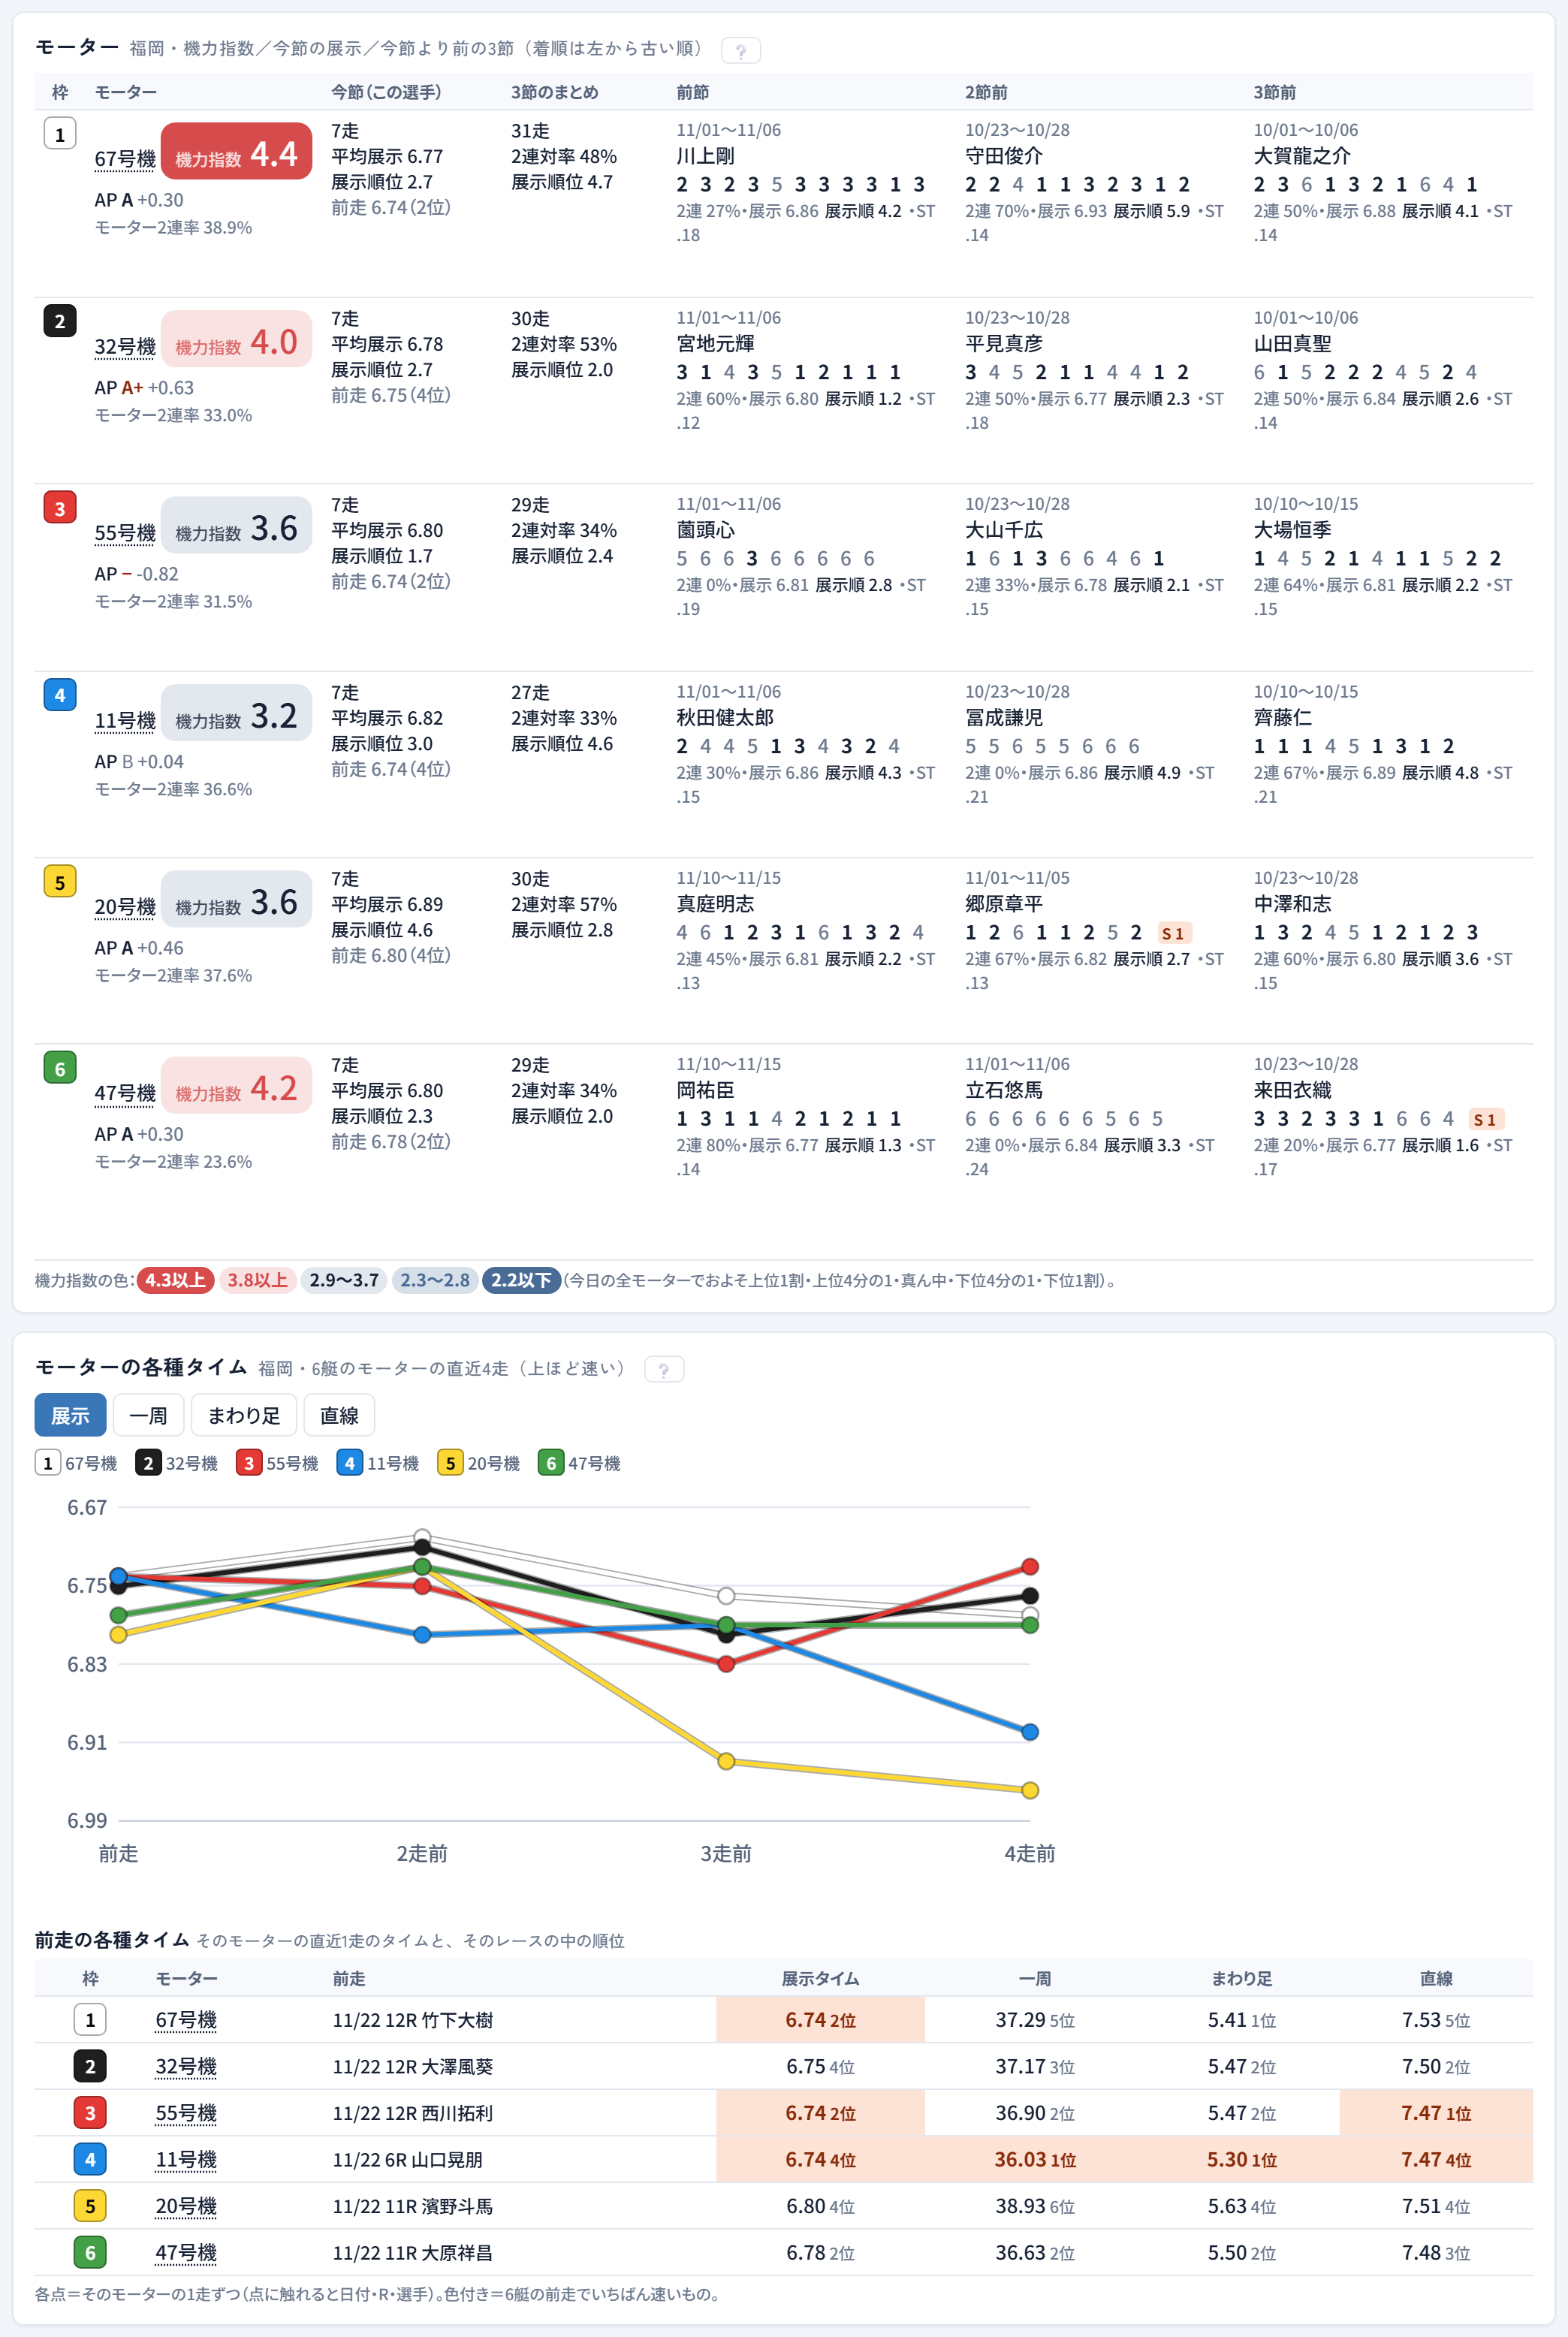 モーター 福岡・機力指数／今節の展示／今節より前の3節（着順は左から古い順） ?
枠 モーター 今節（この選手） 3節のまとめ 前節 2節前 3節前
1
67号機 機力指数 4.4
AP A +0.30
モーター2連率 38.9%
7走
平均展示 6.77
展示順位 2.7
前走 6.74（2位）
31走
2連対率 48%
展示順位 4.7
11/01〜11/06
川上剛
2 3 2 3 5 3 3 3 3 1 3
2連 27%・展示 6.86 展示順 4.2 ・ST
.18
10/23〜10/28
守田俊介
2 2 4 1 1 3 2 3 1 2
2連 70%・展示 6.93 展示順 5.9 ・ST
.14
10/01〜10/06
大賀龍之介
2 3 6 1 3 2 1 6 4 1
2連 50%・展示 6.88 展示順 4.1 ・ST
.14
2
32号機 機力指数 4.0
AP A+ +0.63
モーター2連率 33.0%
7走
平均展示 6.78
展示順位 2.7
前走 6.75（4位）
30走
2連対率 53%
展示順位 2.0
11/01〜11/06
宮地元輝
3 1 4 3 5 1 2 1 1 1
2連 60%・展示 6.80 展示順 1.2 ・ST
.12
10/23〜10/28
平見真彦
3 4 5 2 1 1 4 4 1 2
2連 50%・展示 6.77 展示順 2.3 ・ST
.18
10/01〜10/06
山田真聖
6 1 5 2 2 2 4 5 2 4
2連 50%・展示 6.84 展示順 2.6 ・ST
.14
3
55号機 機力指数 3.6
AP − -0.82
モーター2連率 31.5%
7走
平均展示 6.80
展示順位 1.7
前走 6.74（2位）
29走
2連対率 34%
展示順位 2.4
11/01〜11/06
薗頭心
5 6 6 3 6 6 6 6 6
2連 0%・展示 6.81 展示順 2.8 ・ST
.19
10/23〜10/28
大山千広
1 6 1 3 6 6 4 6 1
2連 33%・展示 6.78 展示順 2.1 ・ST
.15
10/10〜10/15
大場恒季
1 4 5 2 1 4 1 1 5 2 2
2連 64%・展示 6.81 展示順 2.2 ・ST
.15
4
11号機 機力指数 3.2
AP B +0.04
モーター2連率 36.6%
7走
平均展示 6.82
展示順位 3.0
前走 6.74（4位）
27走
2連対率 33%
展示順位 4.6
11/01〜11/06
秋田健太郎
2 4 4 5 1 3 4 3 2 4
2連 30%・展示 6.86 展示順 4.3 ・ST
.15
10/23〜10/28
冨成謙児
5 5 6 5 5 6 6 6
2連 0%・展示 6.86 展示順 4.9 ・ST
.21
10/10〜10/15
齊藤仁
1 1 1 4 5 1 3 1 2
2連 67%・展示 6.89 展示順 4.8 ・ST
.21
5
20号機 機力指数 3.6
AP A +0.46
モーター2連率 37.6%
7走
平均展示 6.89
展示順位 4.6
前走 6.80（4位）
30走
2連対率 57%
展示順位 2.8
11/10〜11/15
真庭明志
4 6 1 2 3 1 6 1 3 2 4
2連 45%・展示 6.81 展示順 2.2 ・ST
.13
11/01〜11/05
郷原章平
1 2 6 1 1 2 5 2 S 1
2連 67%・展示 6.82 展示順 2.7 ・ST
.13
10/23〜10/28
中澤和志
1 3 2 4 5 1 2 1 2 3
2連 60%・展示 6.80 展示順 3.6 ・ST
.15
6
47号機 機力指数 4.2
AP A +0.30
モーター2連率 23.6%
7走
平均展示 6.80
展示順位 2.3
前走 6.78（2位）
29走
2連対率 34%
展示順位 2.0
11/10〜11/15
岡祐臣
1 3 1 1 4 2 1 2 1 1
2連 80%・展示 6.77 展示順 1.3 ・ST
.14
11/01〜11/06
立石悠馬
6 6 6 6 6 6 5 6 5
2連 0%・展示 6.84 展示順 3.3 ・ST
.24
10/23〜10/28
来田衣織
3 3 2 3 3 1 6 6 4 S 1
2連 20%・展示 6.77 展示順 1.6 ・ST
.17
機力指数の色： 4.3以上 3.8以上 2.9〜3.7 2.3〜2.8 2.2以下（今日の全モーターでおよそ上位1割・上位4分の1・真ん中・下位4分の1・下位1割）。
モーターの各種タイム 福岡・6艇のモーターの直近4走（上ほど速い） ?
展示 一周 まわり足 直線
1 67号機 2 32号機 3 55号機 4 11号機 5 20号機 6 47号機
6.67
6.75
6.83
6.91
6.99
前走 2走前 3走前 4走前
前走の各種タイム そのモーターの直近1走のタイムと、そのレースの中の順位
枠 モーター 前走 展示タイム 一周 まわり足 直線
1 67号機 11/22 12R 竹下大樹 6.74 2位 37.29 5位 5.41 1位 7.53 5位
2 32号機 11/22 12R 大澤風葵 6.75 4位 37.17 3位 5.47 2位 7.50 2位
3 55号機 11/22 12R 西川拓利 6.74 2位 36.90 2位 5.47 2位 7.47 1位
4 11号機 11/22 6R 山口晃朋 6.74 4位 36.03 1位 5.30 1位 7.47 4位
5 20号機 11/22 11R 濱野斗馬 6.80 4位 38.93 6位 5.63 4位 7.51 4位
6 47号機 11/22 11R 大原祥昌 6.78 2位 36.63 2位 5.50 2位 7.48 3位
各点＝そのモーターの1走ずつ（点に触れると日付・R・選手）。色付き＝6艇の前走でいちばん速いもの。